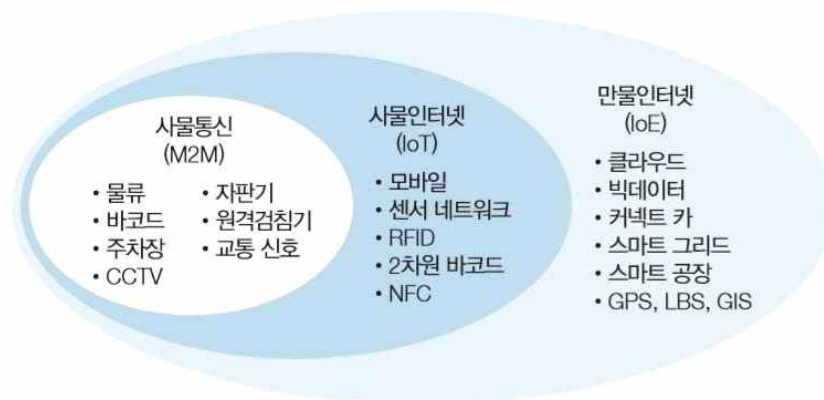 사물통신
(M2M)
• 물류
• 바코드
• 주차장
• CCTV
• 자판기
• 원격검침기
• 교통 신호
사물인터넷
(IoT)
• 모바일
• 센서 네트워크
• RFID
• 2차원 바코드
• NFC
만물인터넷
(IoE)
• 클라우드
• 빅데이터
• 커넥트 카
• 스마트 그리드
• 스마트 공장
• GPS, LBS, GIS